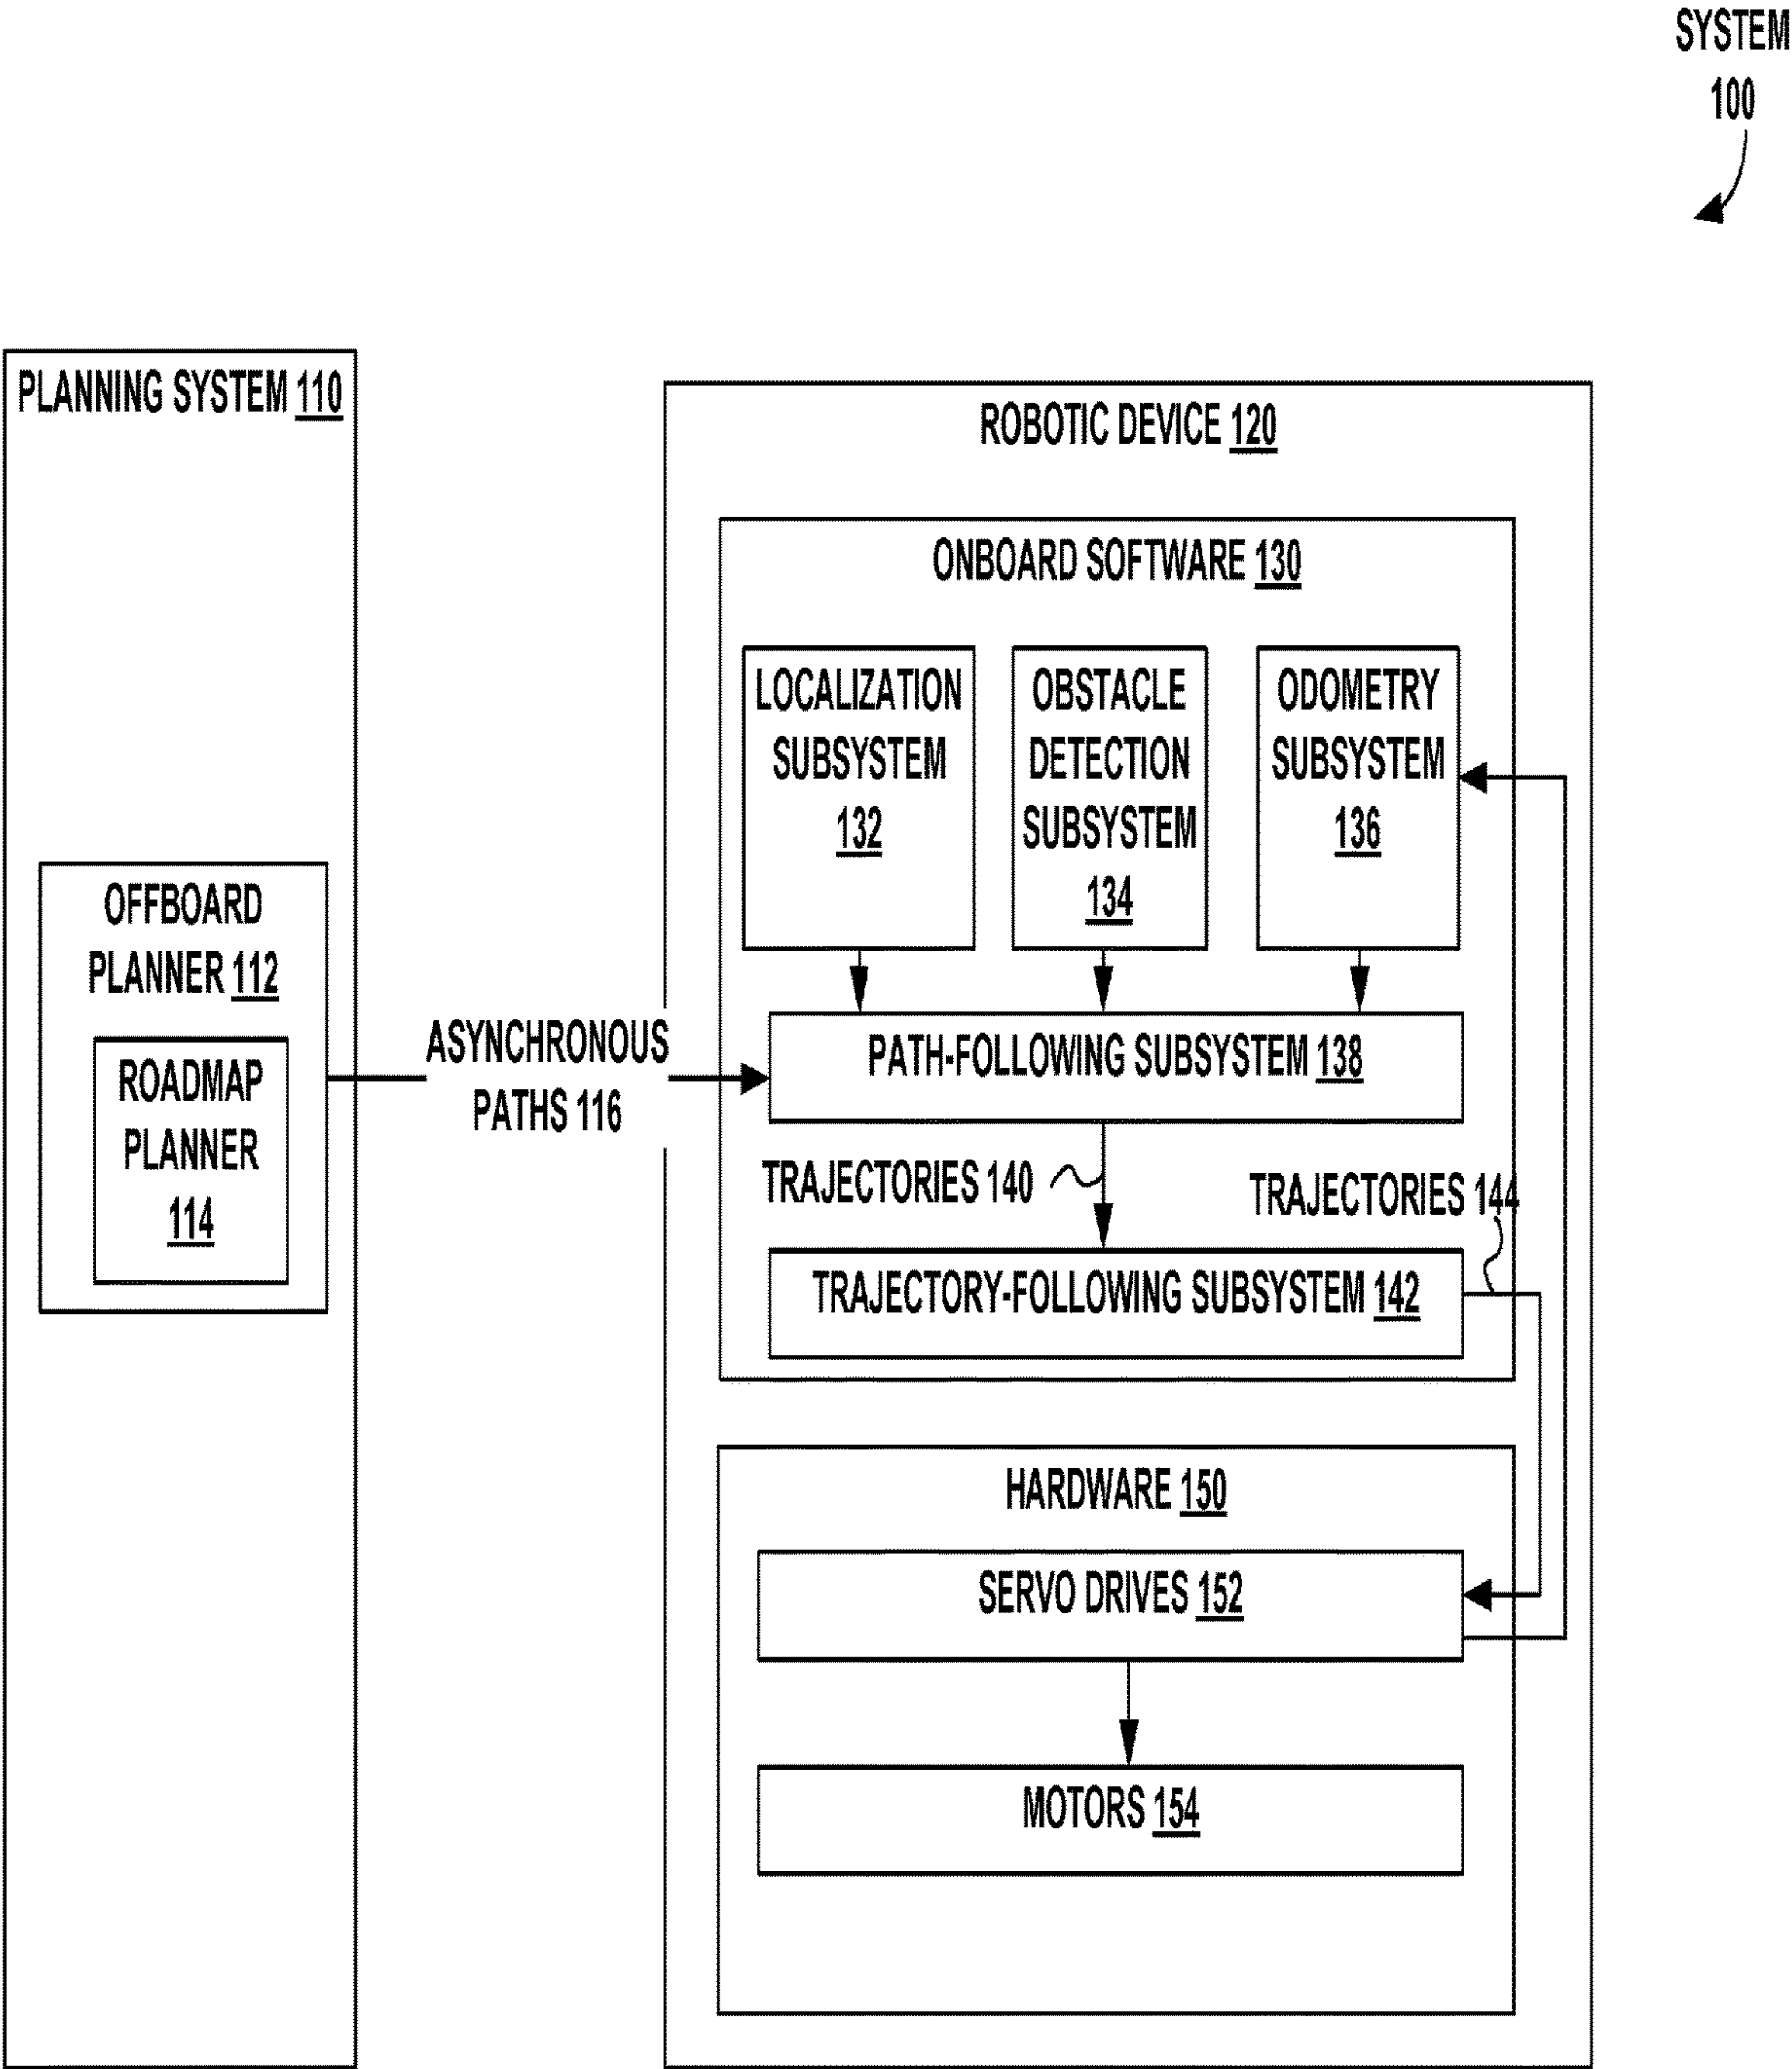 SYSTEM
100
PLANNING SYSTEM 110
OFFBOARD
PLANNER 112
ROADMAP
PLANNER
114
ASYNCHRONOUS
PATHS 116
ROBOTIC DEVICE 120
ONBOARD SOFTWARE 130
LOCALIZATION
SUBSYSTEM
132
OBSTACLE
DETECTION
SUBSYSTEM
134
ODOMETRY
SUBSYSTEM
136
PATH-FOLLOWING SUBSYSTEM 138
TRAJECTORIES 140
TRAJECTORIES 144
TRAJECTORY-FOLLOWING SUBSYSTEM 142
HARDWARE 150
SERVO DRIVES 152
MOTORS 154